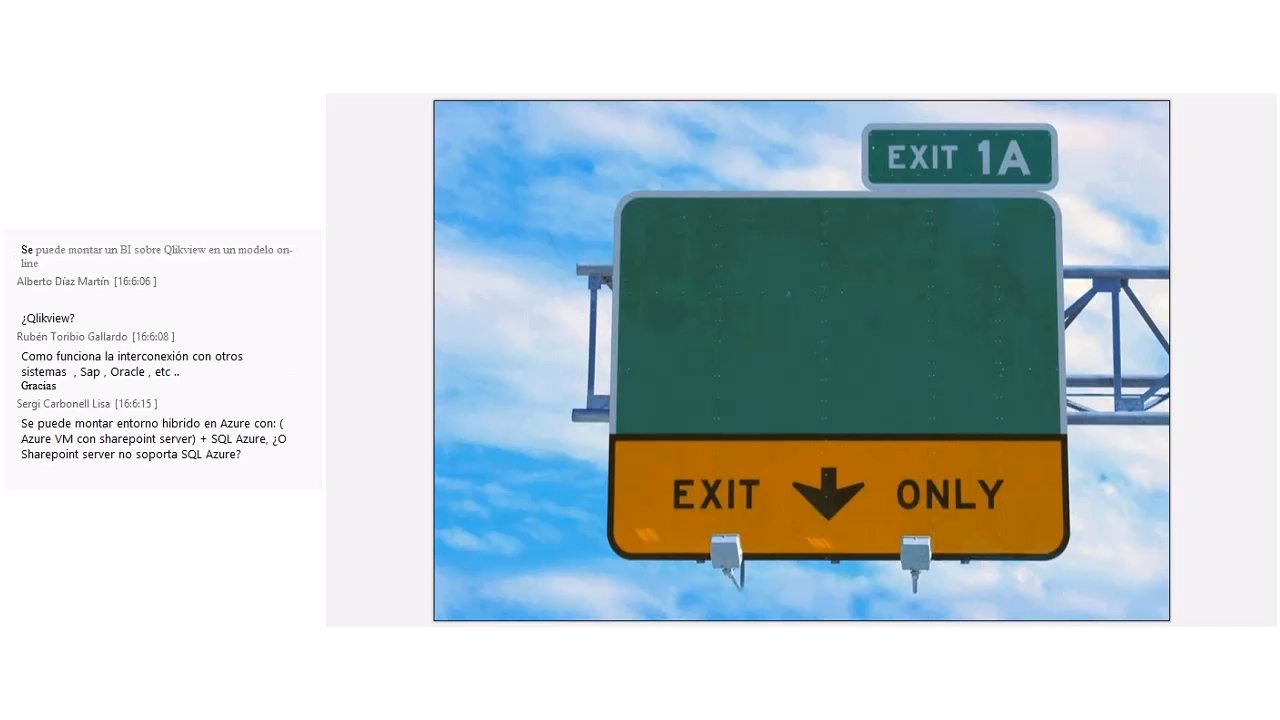 Se puede montar un BI sobre Qlikview en un modelo on-
line
Alberto Díaz Martín [16:6:06 ]
¿Qlikview?
Rubén Toribio Gallardo [16:6:08 ]
Como funciona la interconexión con otros
sistemas , Sap , Oracle , etc ..
Gracias
Sergi Carbonell Lisa [16:6:15 ]
Se puede montar entorno hibrido en Azure con: (
Azure VM con sharepoint server) + SQL Azure, ¿O
Sharepoint server no soporta SQL Azure?
EXIT 1A
EXIT ONLY